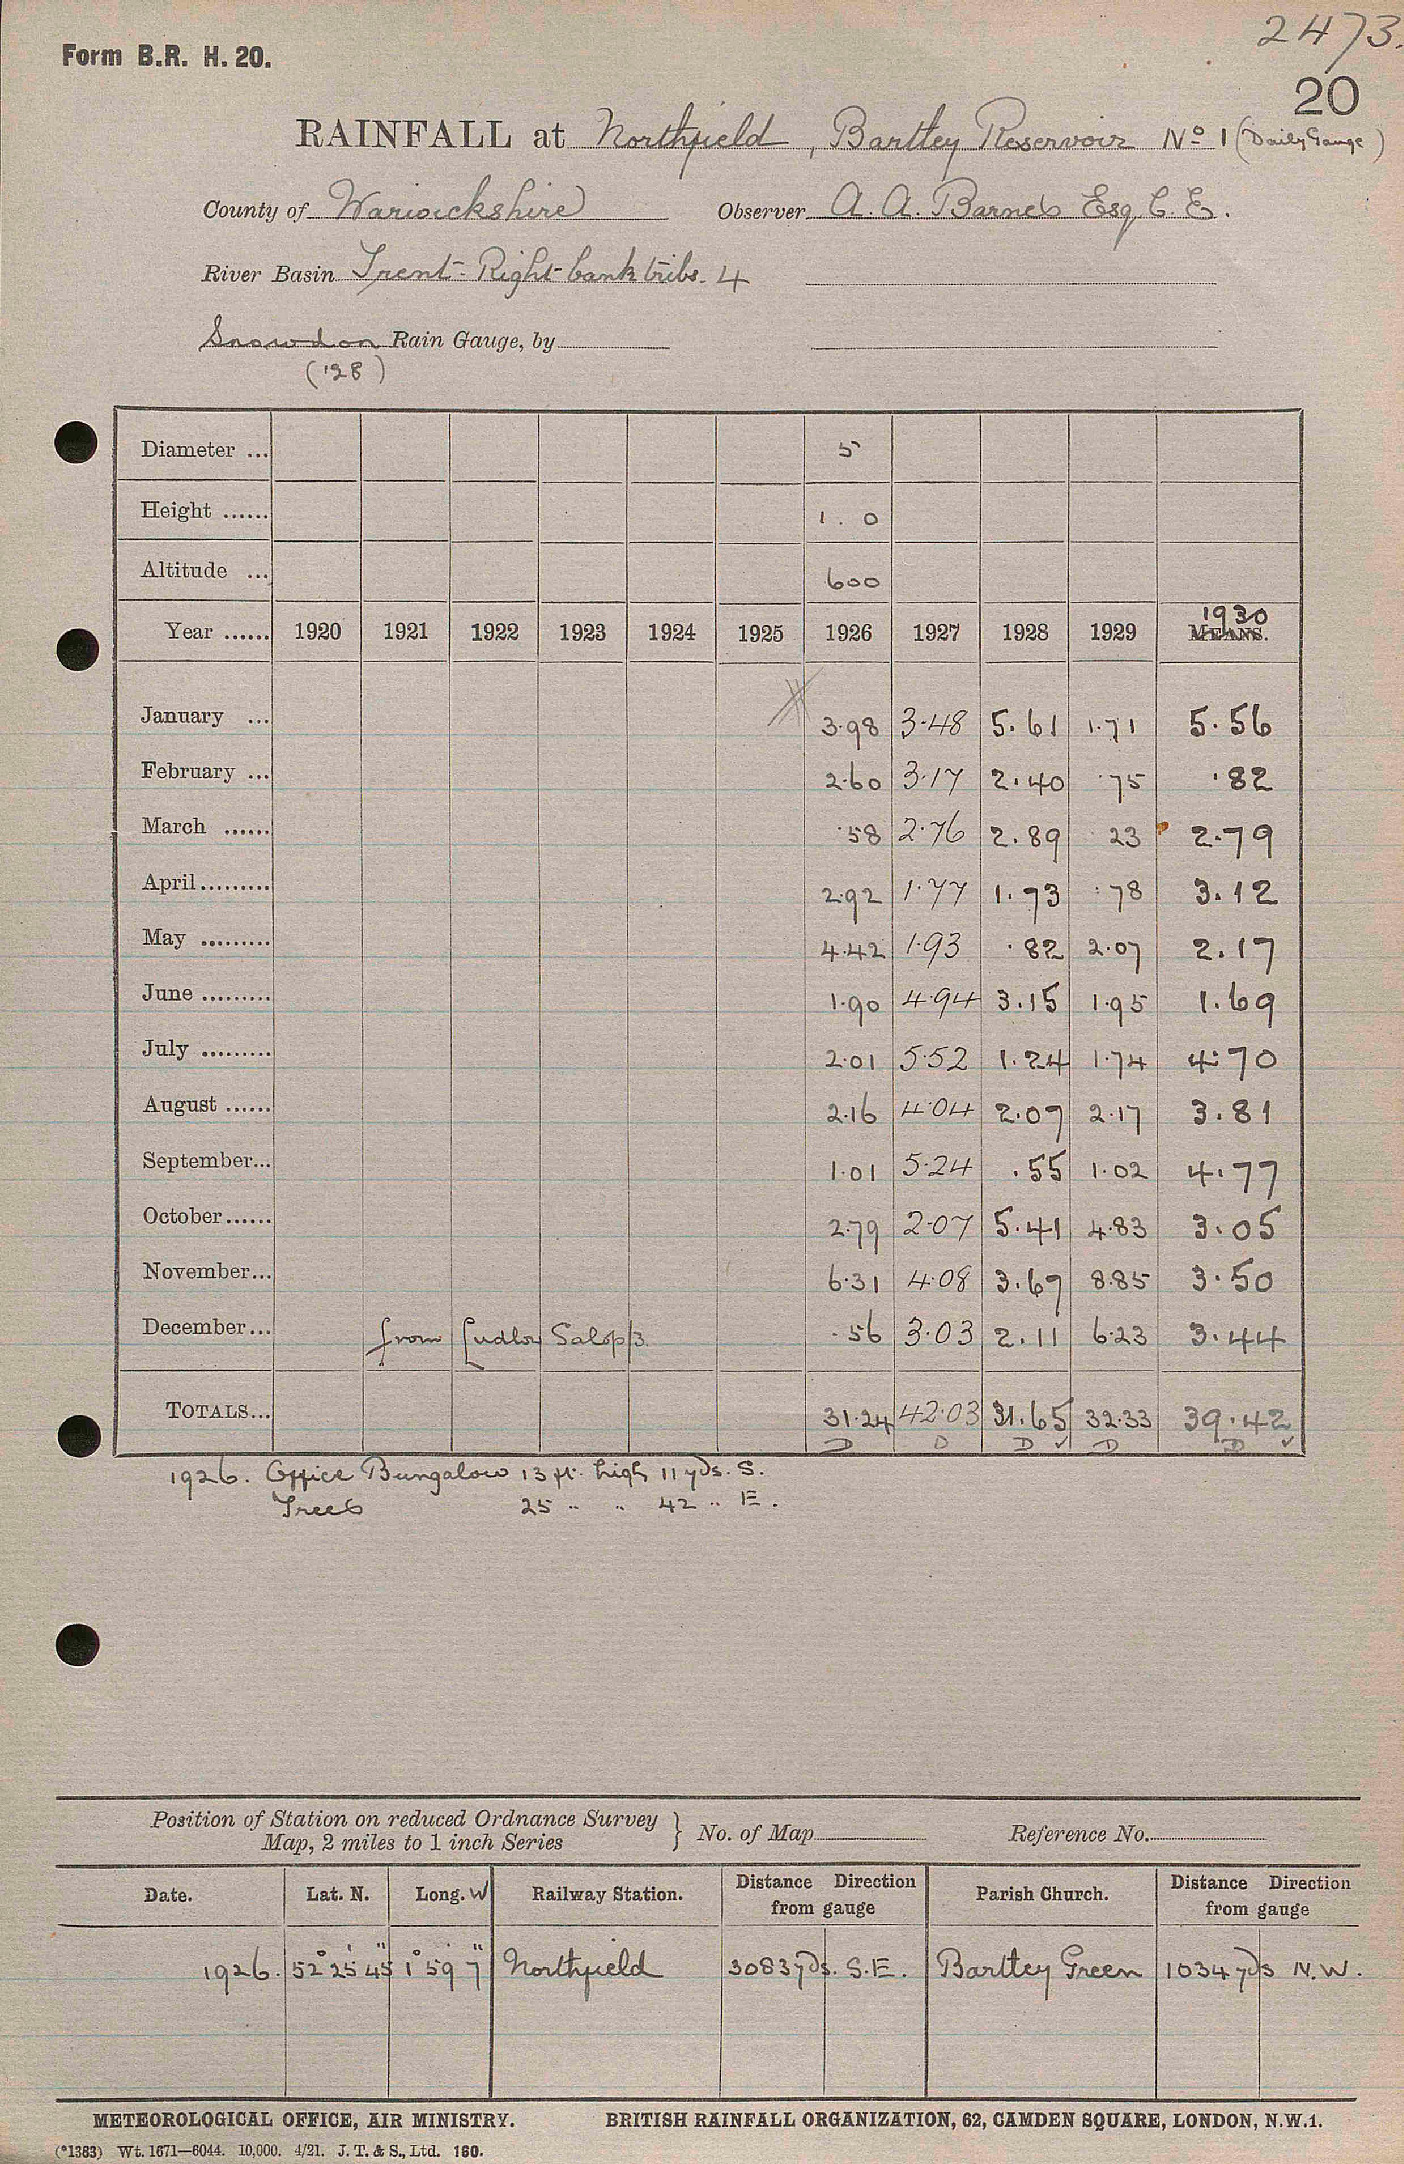 2473.
Form B.R. H. 20.
20
RAINFALL at Northfield, Bartley Reservoir No 1 (Daily Gauge)
County of Warwickshire Observer A. A. Barnes Esq C. E.
River Basin Trent - Right bank tribs. 4
Snowdon Rain Gauge, by
('28)
Diameter ... 5
Height ...... 1 . 0
Altitude ... 600
Year ...... 1920 1921 1922 1923 1924 1925 1926 1927 1928 1929 1930 MEANS.
January ... 3.98 3.48 5.61 1.71 5.56
February ... 2.60 3.17 2.40 .75 .82
March ...... .58 2.76 2.89 .23 2.79
April ......... 2.92 1.77 1.73 .78 3.12
May ......... 4.42 1.93 .82 2.07 2.17
June ......... 1.90 4.94 3.15 1.95 1.69
July ......... 2.01 5.52 1.24 1.74 4.70
August ...... 2.16 4.04 2.07 2.17 3.81
September... 1.01 5.24 .55 1.02 4.77
October...... 2.79 2.07 5.41 4.83 3.05
November... 6.31 4.08 3.67 8.85 3.50
December... from Ludlow Salop/3 .56 3.03 2.11 6.23 3.44
TOTALS... 31.24 42.03 31.65 32.33 39.42
D D D ✓ D D ✓
1926. Office Bungalow 13 ft. high 11 yds. S.
Trees 25 " " 42 " E.
Position of Station on reduced Ordnance Survey Map, 2 miles to 1 inch Series } No. of Map Reference No.
Date. Lat. N. Long. W Railway Station. Distance Direction from gauge Parish Church. Distance Direction from gauge
1926. 52° 25' 45" 1° 59' 7" Northfield 3083 yds. S.E. Bartley Green 1034 yds N.W.
METEOROLOGICAL OFFICE, AIR MINISTRY. BRITISH RAINFALL ORGANIZATION, 62, CAMDEN SQUARE, LONDON, N.W.1.
(*1383) Wt. 1671—6044. 10,000. 4/21. J. T. & S., Ltd. 160.